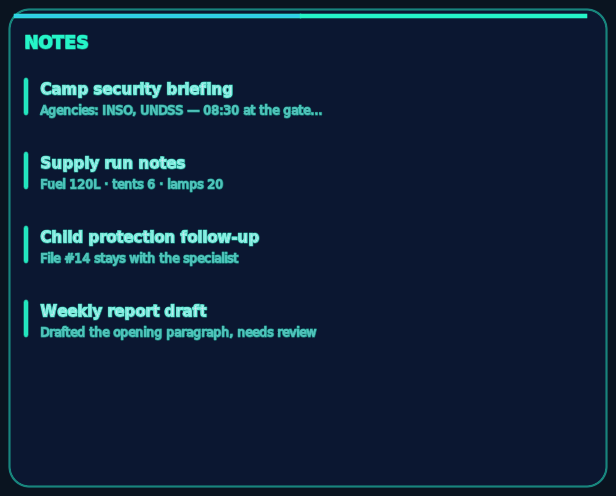 NOTES
Camp security briefing
Agencies: INSO, UNDSS — 08:30 at the gate...
Supply run notes
Fuel 120L · tents 6 · lamps 20
Child protection follow-up
File #14 stays with the specialist
Weekly report draft
Drafted the opening paragraph, needs review